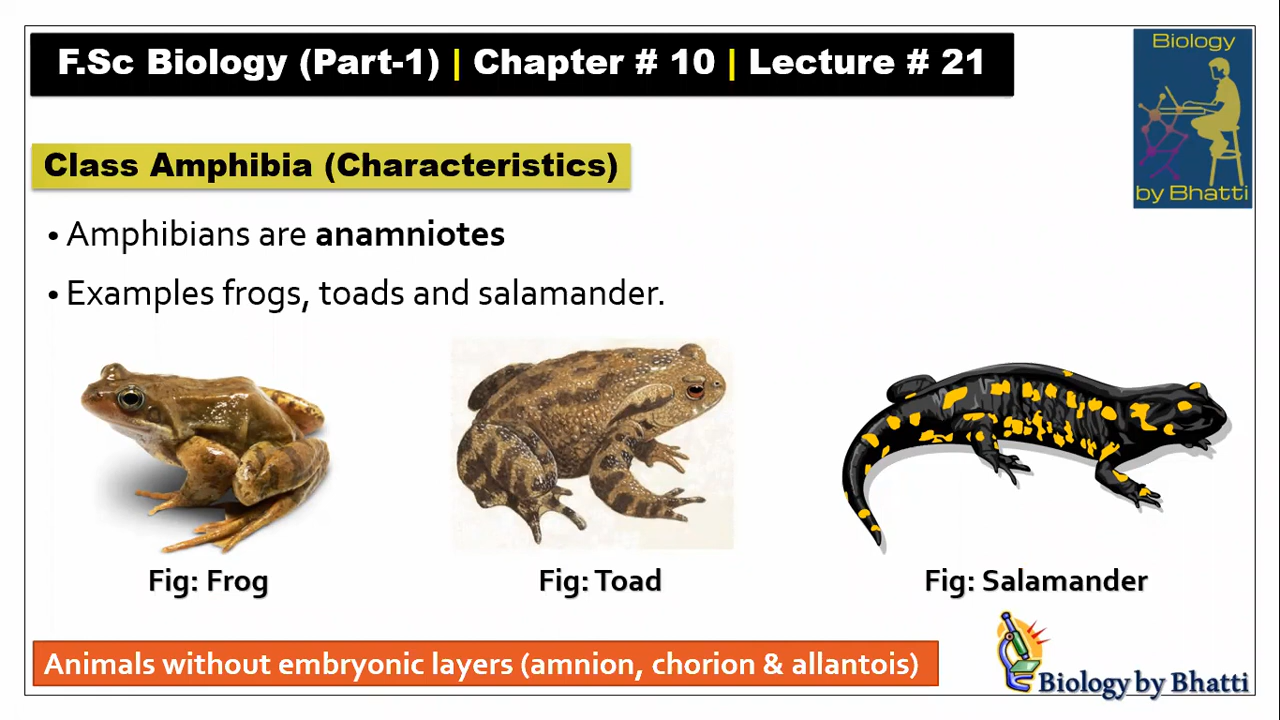 F.Sc Biology (Part-1) | Chapter # 10 | Lecture # 21
Biology
by Bhatti
Class Amphibia (Characteristics)
• Amphibians are anamniotes
• Examples frogs, toads and salamander.
Fig: Frog
Fig: Toad
Fig: Salamander
Animals without embryonic layers (amnion, chorion & allantois)
Biology by Bhatti